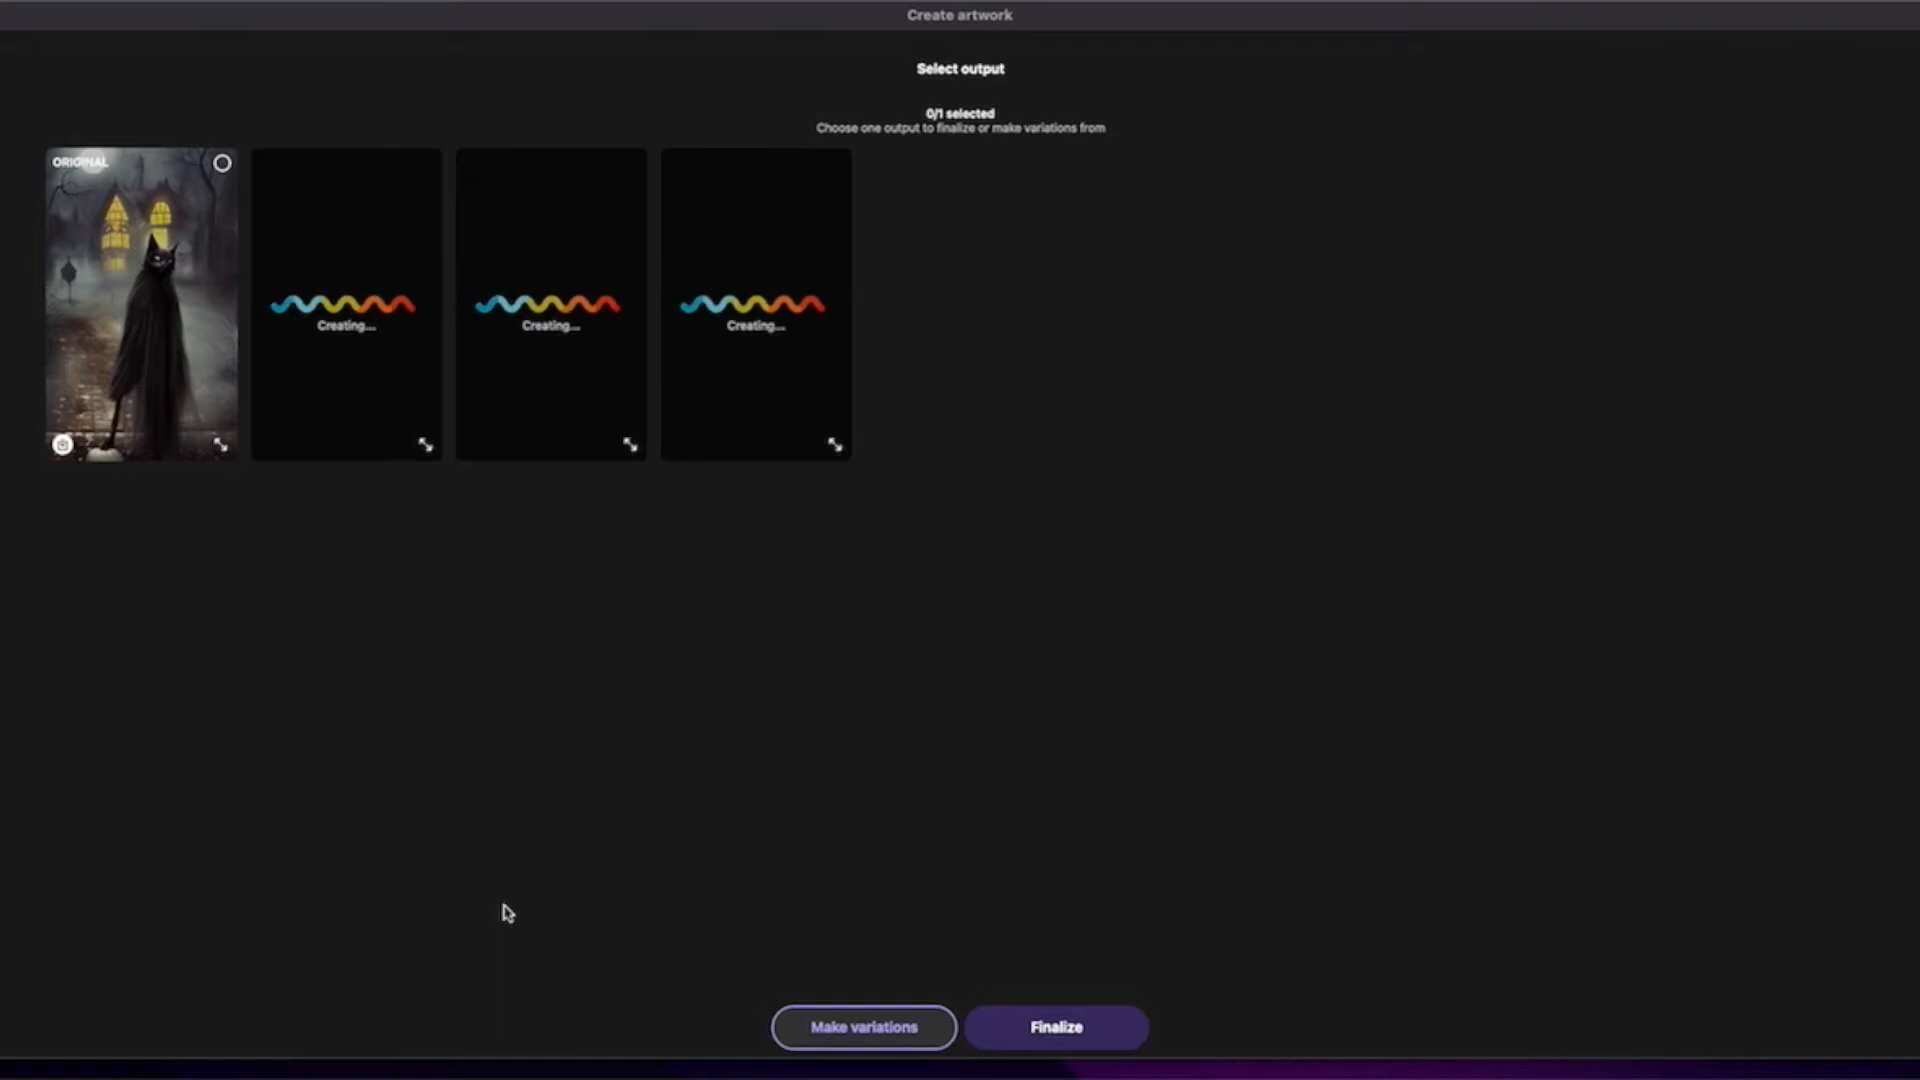 Create artwork
Select output
0/1 selected
Choose one output to finalize or make variations from
ORIGINAL
Creating...
Creating...
Creating...
Make variations
Finalize